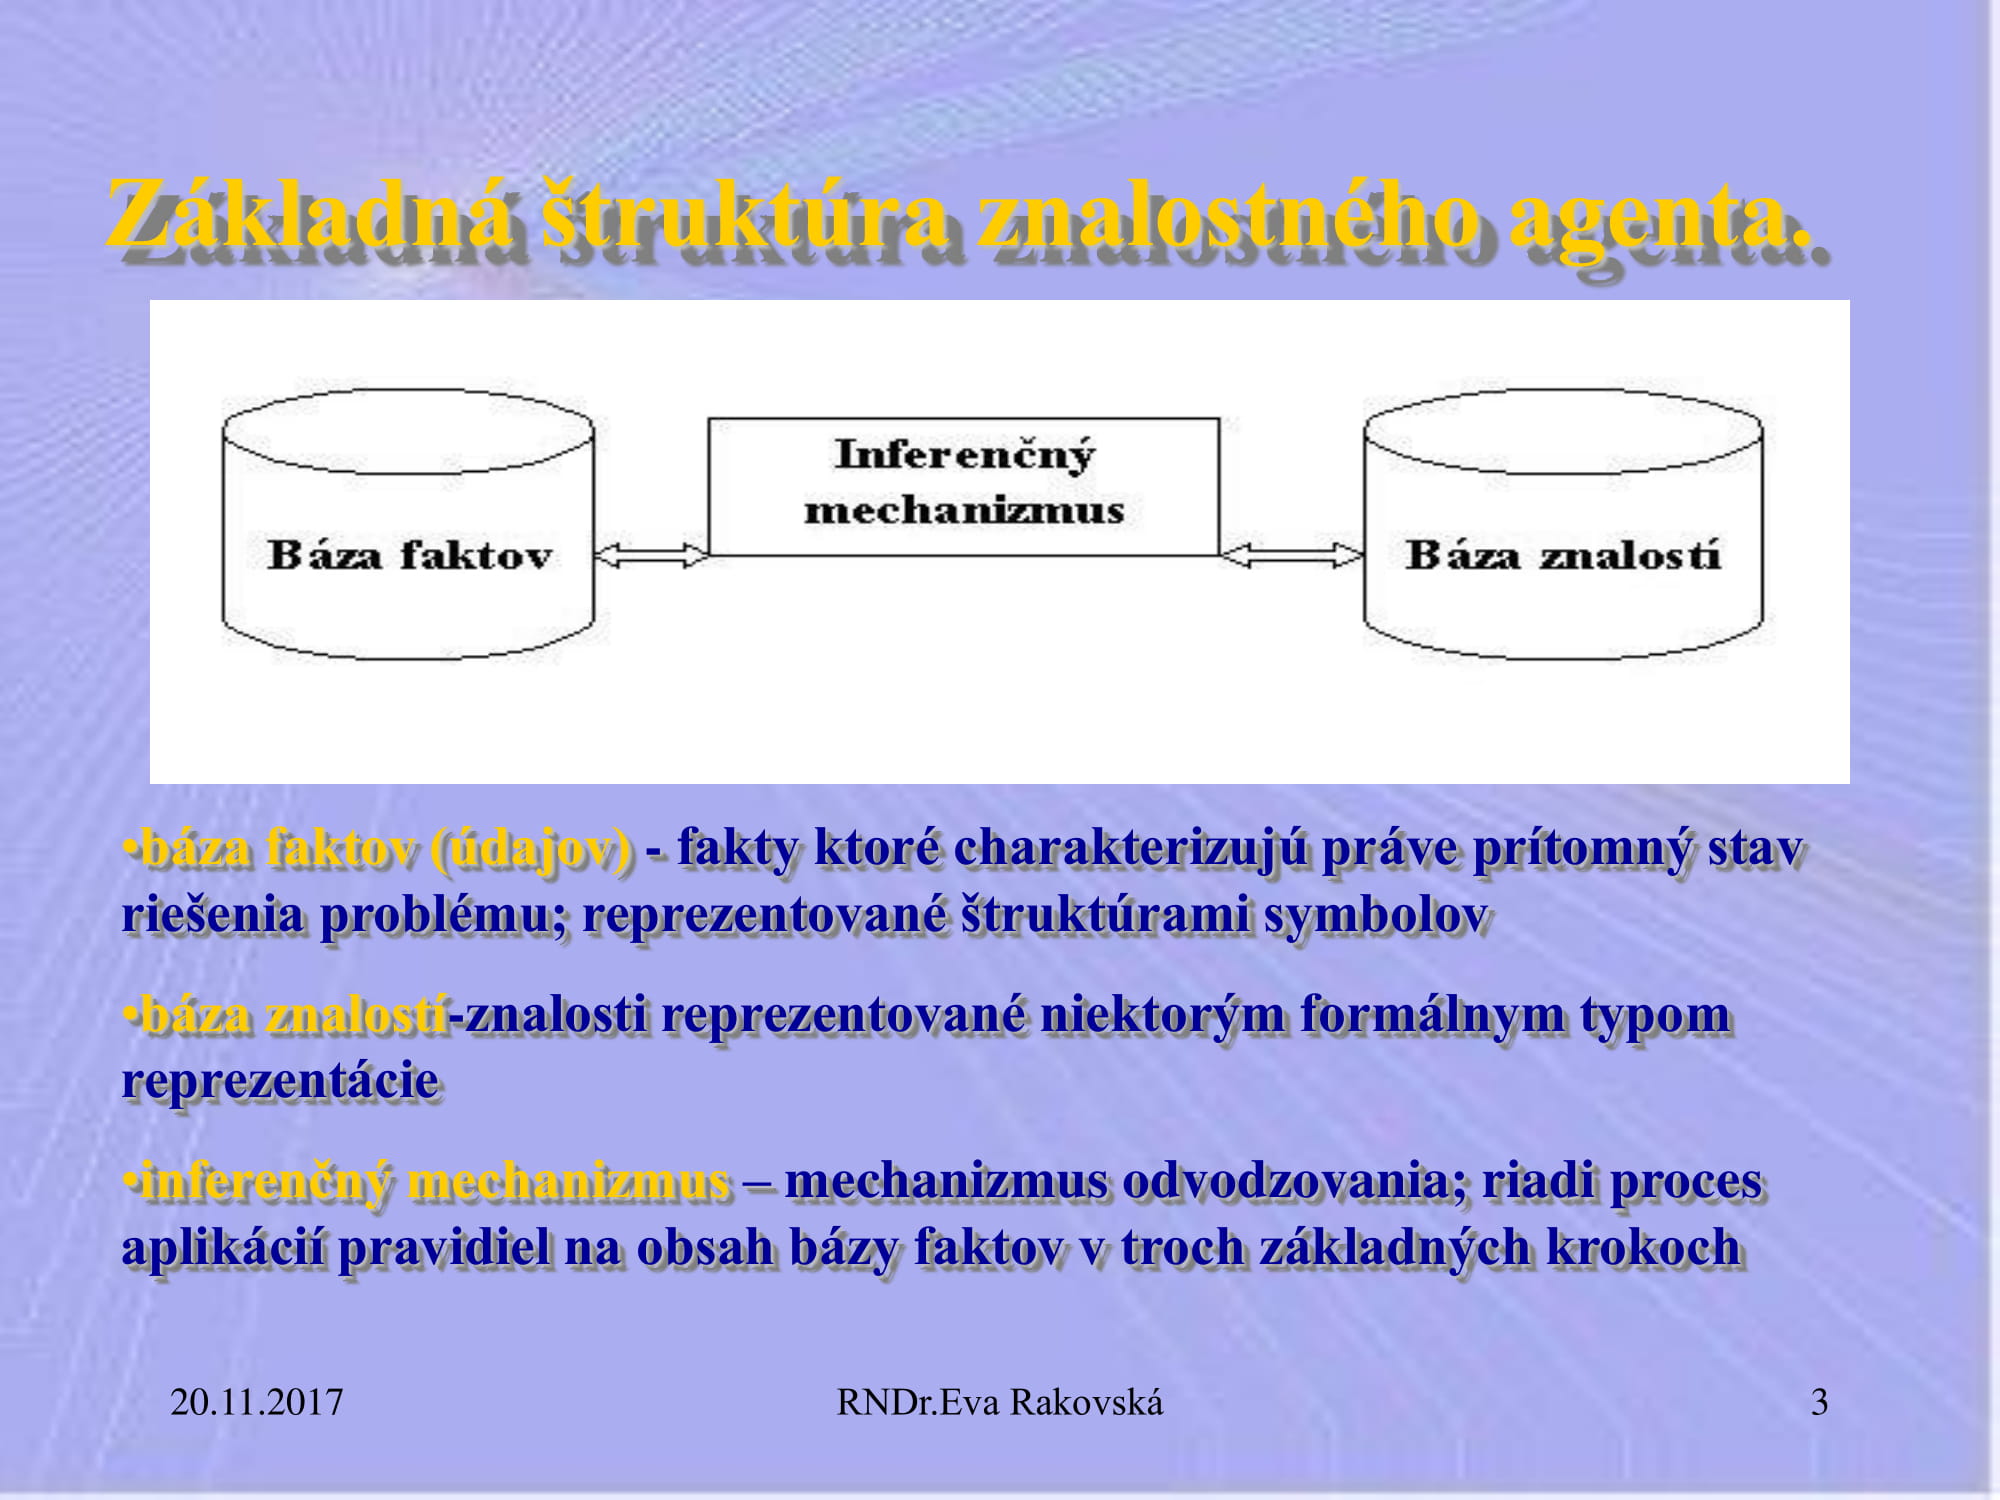 Základná štruktúra znalostného agenta.
Inferenčný
mechanizmus
Báza faktov
Báza znalostí
•báza faktov (údajov) - fakty ktoré charakterizujú práve prítomný stav
riešenia problému; reprezentované štruktúrami symbolov
•báza znalostí-znalosti reprezentované niektorým formálnym typom
reprezentácie
•inferenčný mechanizmus – mechanizmus odvodzovania; riadi proces
aplikácií pravidiel na obsah bázy faktov v troch základných krokoch
20.11.2017
RNDr.Eva Rakovská
3